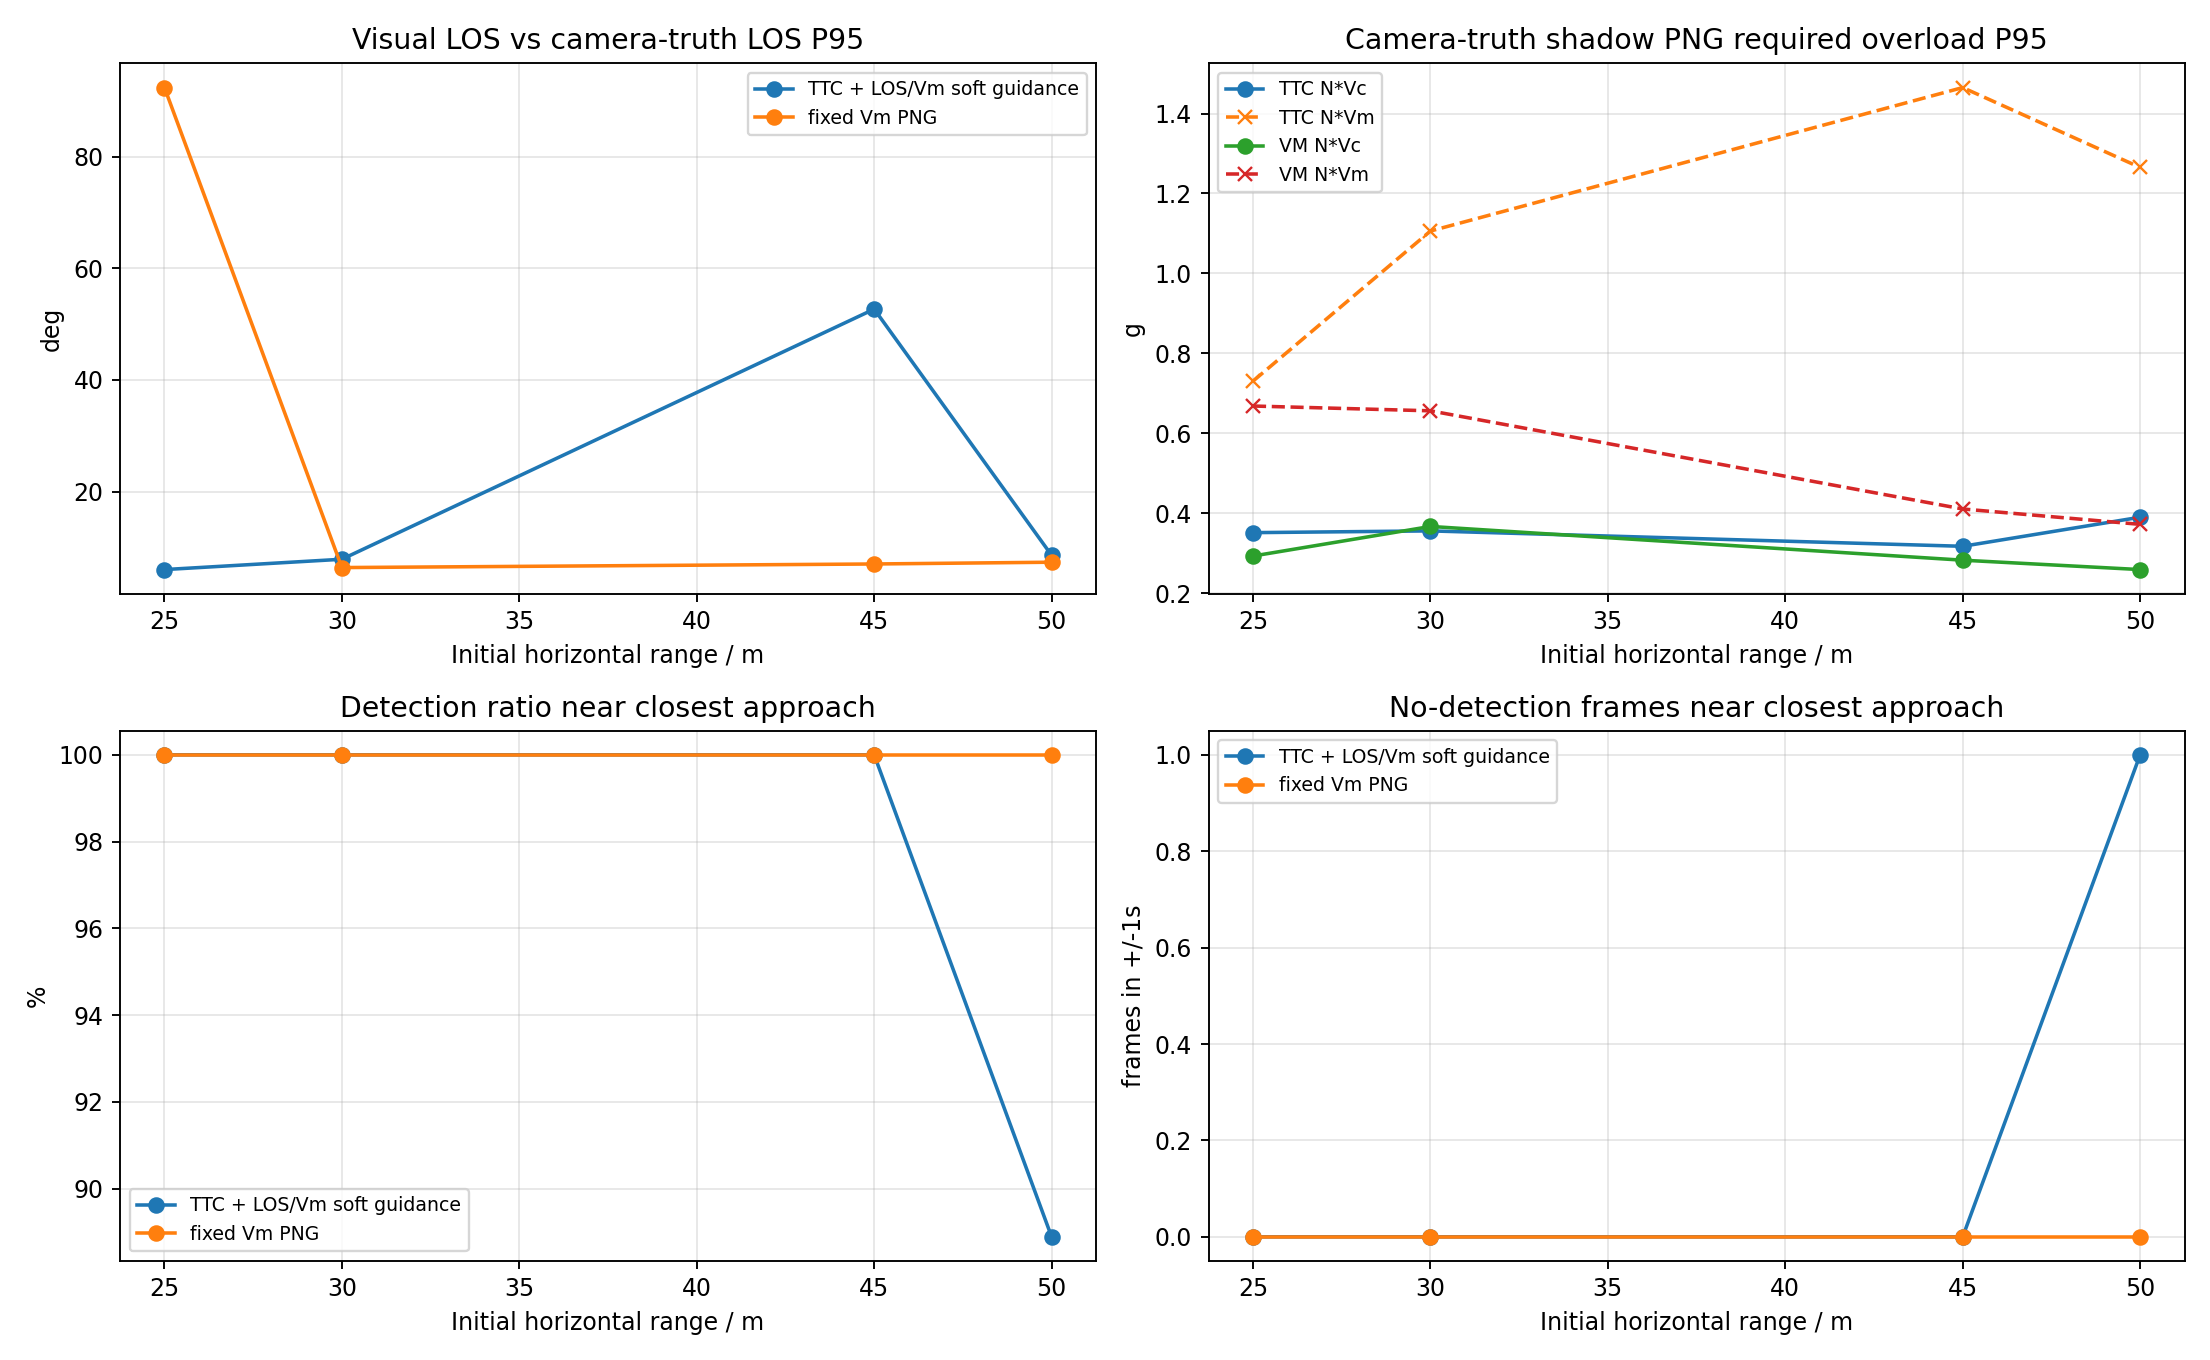 Visual LOS vs camera-truth LOS P95
TTC + LOS/Vm soft guidance
fixed Vm PNG
80
60
40
20
deg
25 30 35 40 45 50
Initial horizontal range / m
Camera-truth shadow PNG required overload P95
TTC N*Vc
TTC N*Vm
VM N*Vc
VM N*Vm
1.4
1.2
1.0
0.8
0.6
0.4
0.2
g
25 30 35 40 45 50
Initial horizontal range / m
Detection ratio near closest approach
100
98
96
94
92
90
%
TTC + LOS/Vm soft guidance
fixed Vm PNG
25 30 35 40 45 50
Initial horizontal range / m
No-detection frames near closest approach
TTC + LOS/Vm soft guidance
fixed Vm PNG
1.0
0.8
0.6
0.4
0.2
0.0
frames in +/-1s
25 30 35 40 45 50
Initial horizontal range / m